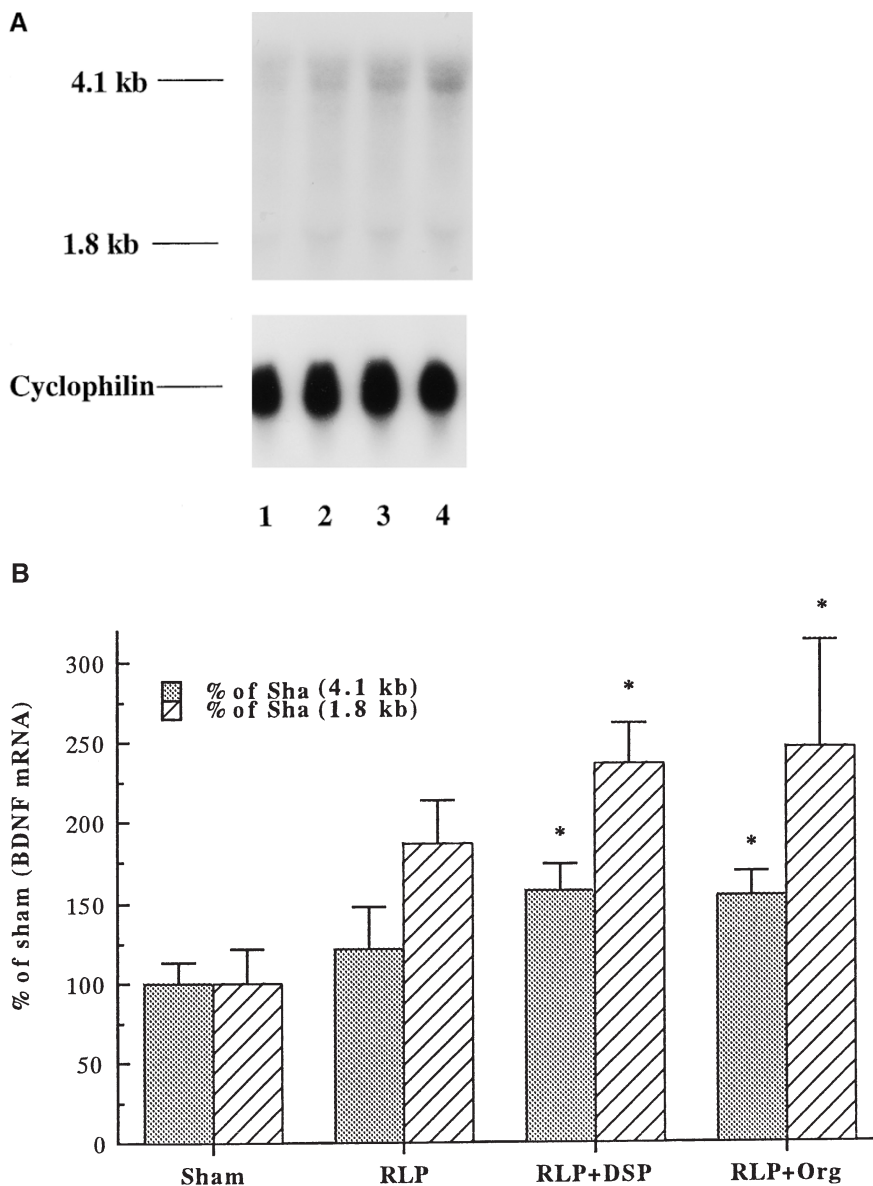 A
4.1 kb
1.8 kb
Cyclophilin
1 2 3 4
B
% of sham (BDNF mRNA)
300
250
200
150
100
50
0
% of Sha (4.1 kb)
% of Sha (1.8 kb)
*
*
*
*
Sham RLP RLP+DSP RLP+Org